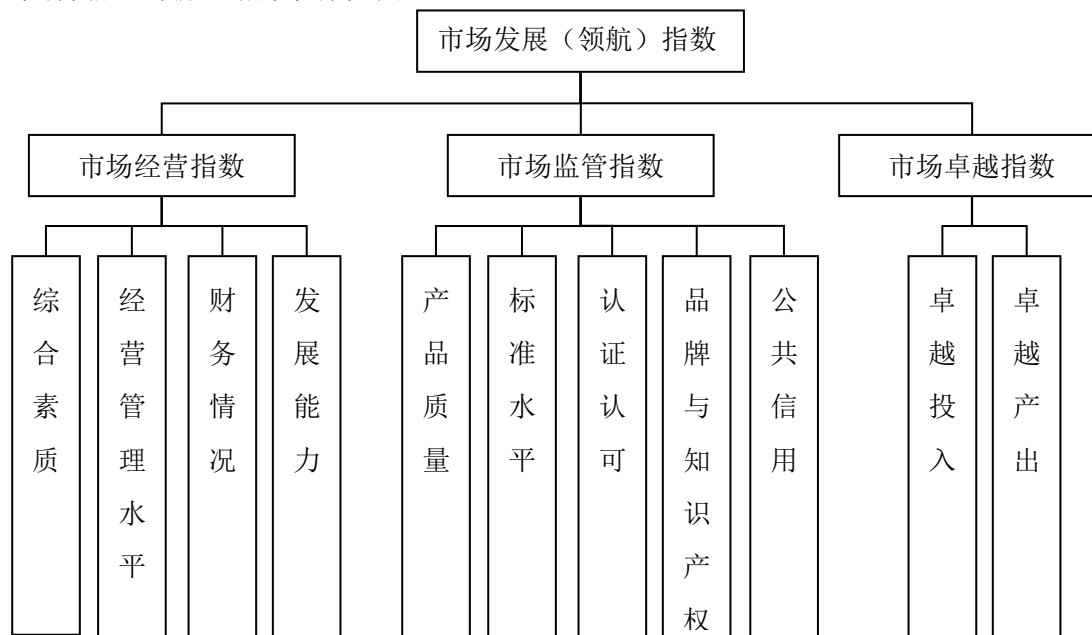 市场发展（领航）指数
市场经营指数
市场监管指数
市场卓越指数
综合素质
经营管理水平
财务情况
发展能力
产品质量
标准水平
认证认可
品牌与知识产权
公共信用
卓越投入
卓越产出